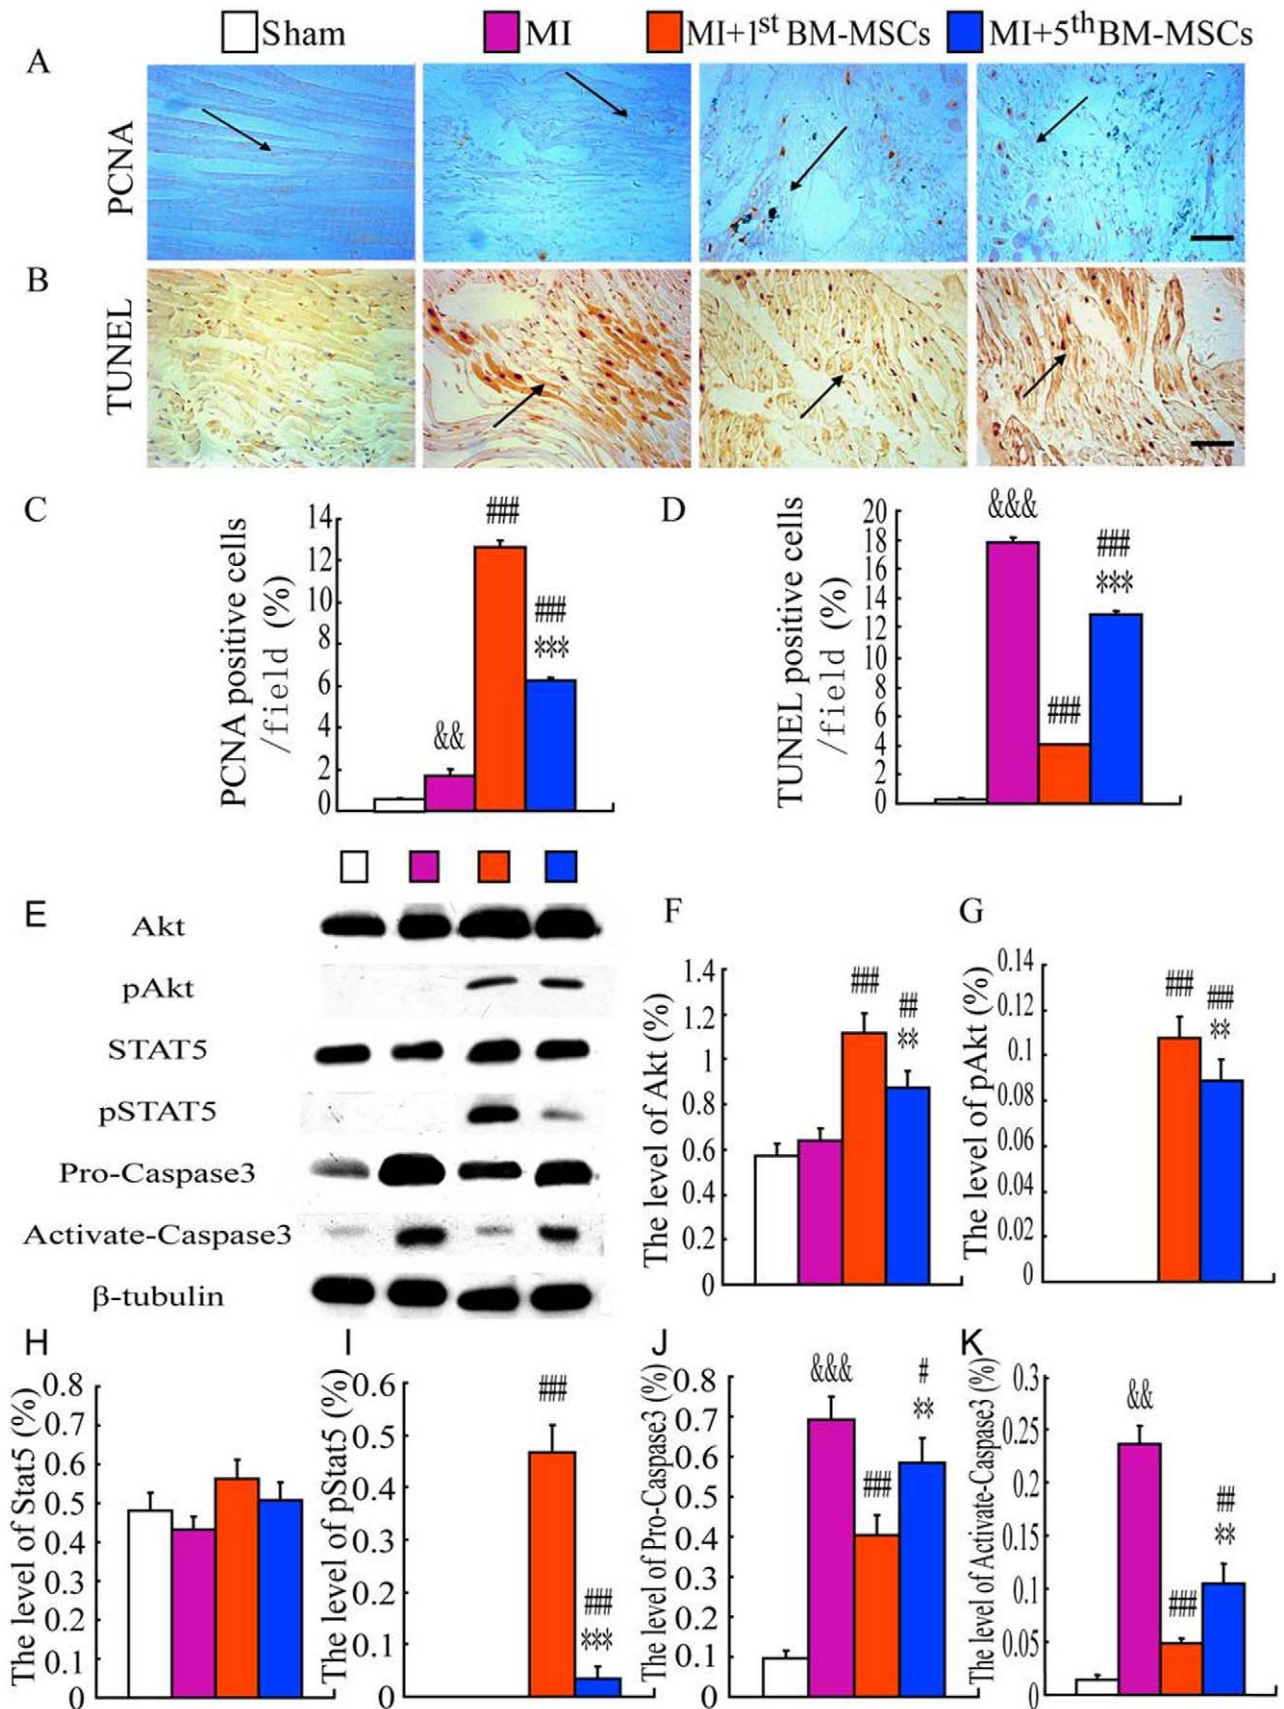 Sham MI MI+1st BM-MSCs MI+5th BM-MSCs
A
PCNA
B
TUNEL
C
PCNA positive cells
/field (%)
14
12
10
8
6
4
2
0
&&
###
###
***
D
TUNEL positive cells
/field (%)
20
18
16
14
12
10
8
6
4
2
0
&&&
###
###
***
E
Akt
pAkt
STAT5
pSTAT5
Pro-Caspase3
Activate-Caspase3
β-tubulin
F
The level of Akt (%)
1.4
1.2
1
0.8
0.6
0.4
0.2
0
###
##
**
G
The level of pAkt (%)
0.14
0.12
0.1
0.08
0.06
0.04
0.02
0
###
###
**
H
The level of Stat5 (%)
0.8
0.7
0.6
0.5
0.4
0.3
0.2
0.1
0
I
The level of pStat5 (%)
0.6
0.5
0.4
0.3
0.2
0.1
0
###
###
***
J
The level of Pro-Caspase3 (%)
0.8
0.7
0.6
0.5
0.4
0.3
0.2
0.1
0
&&&
###
#
**
K
The level of Activate-Caspase3 (%)
0.3
0.25
0.2
0.15
0.1
0.05
0
&&
###
##
**